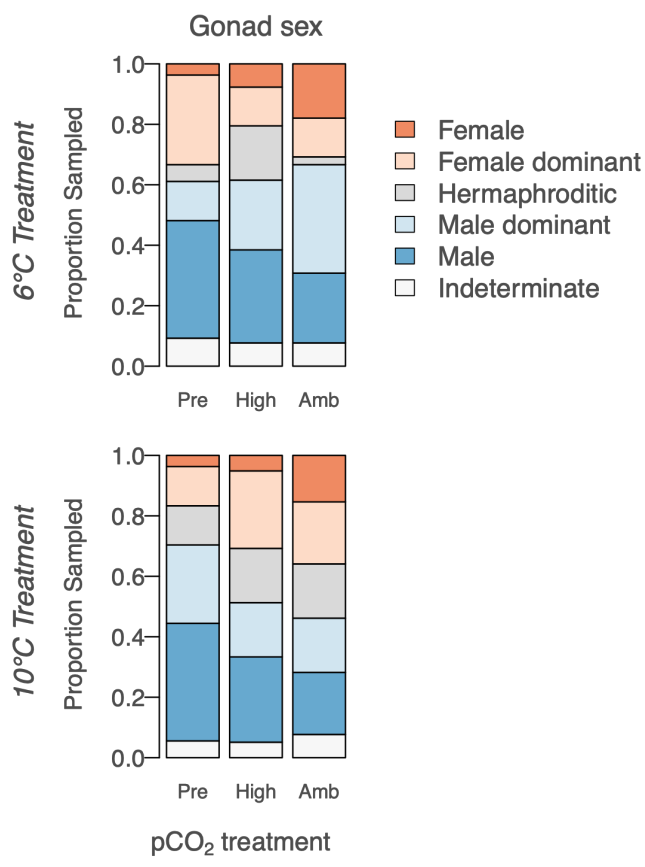 Gonad sex
6°C Treatment
Proportion Sampled
1.0
0.8
0.6
0.4
0.2
0.0
Pre High Amb
Female
Female dominant
Hermaphroditic
Male dominant
Male
Indeterminate
10°C Treatment
Proportion Sampled
1.0
0.8
0.6
0.4
0.2
0.0
Pre High Amb
pCO₂ treatment